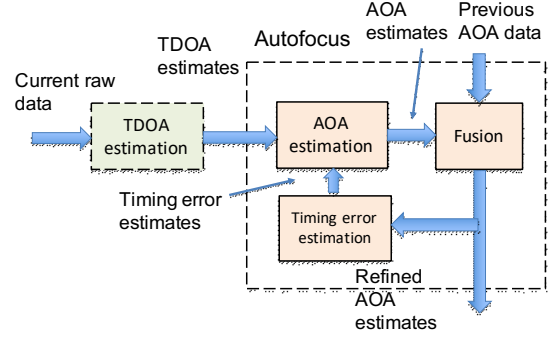 AOA
estimates
Previous
AOA data
TDOA
estimates
Autofocus
Current raw
data
TDOA
estimation
AOA
estimation
Fusion
Timing error
estimates
Timing error
estimation
Refined
AOA
estimates